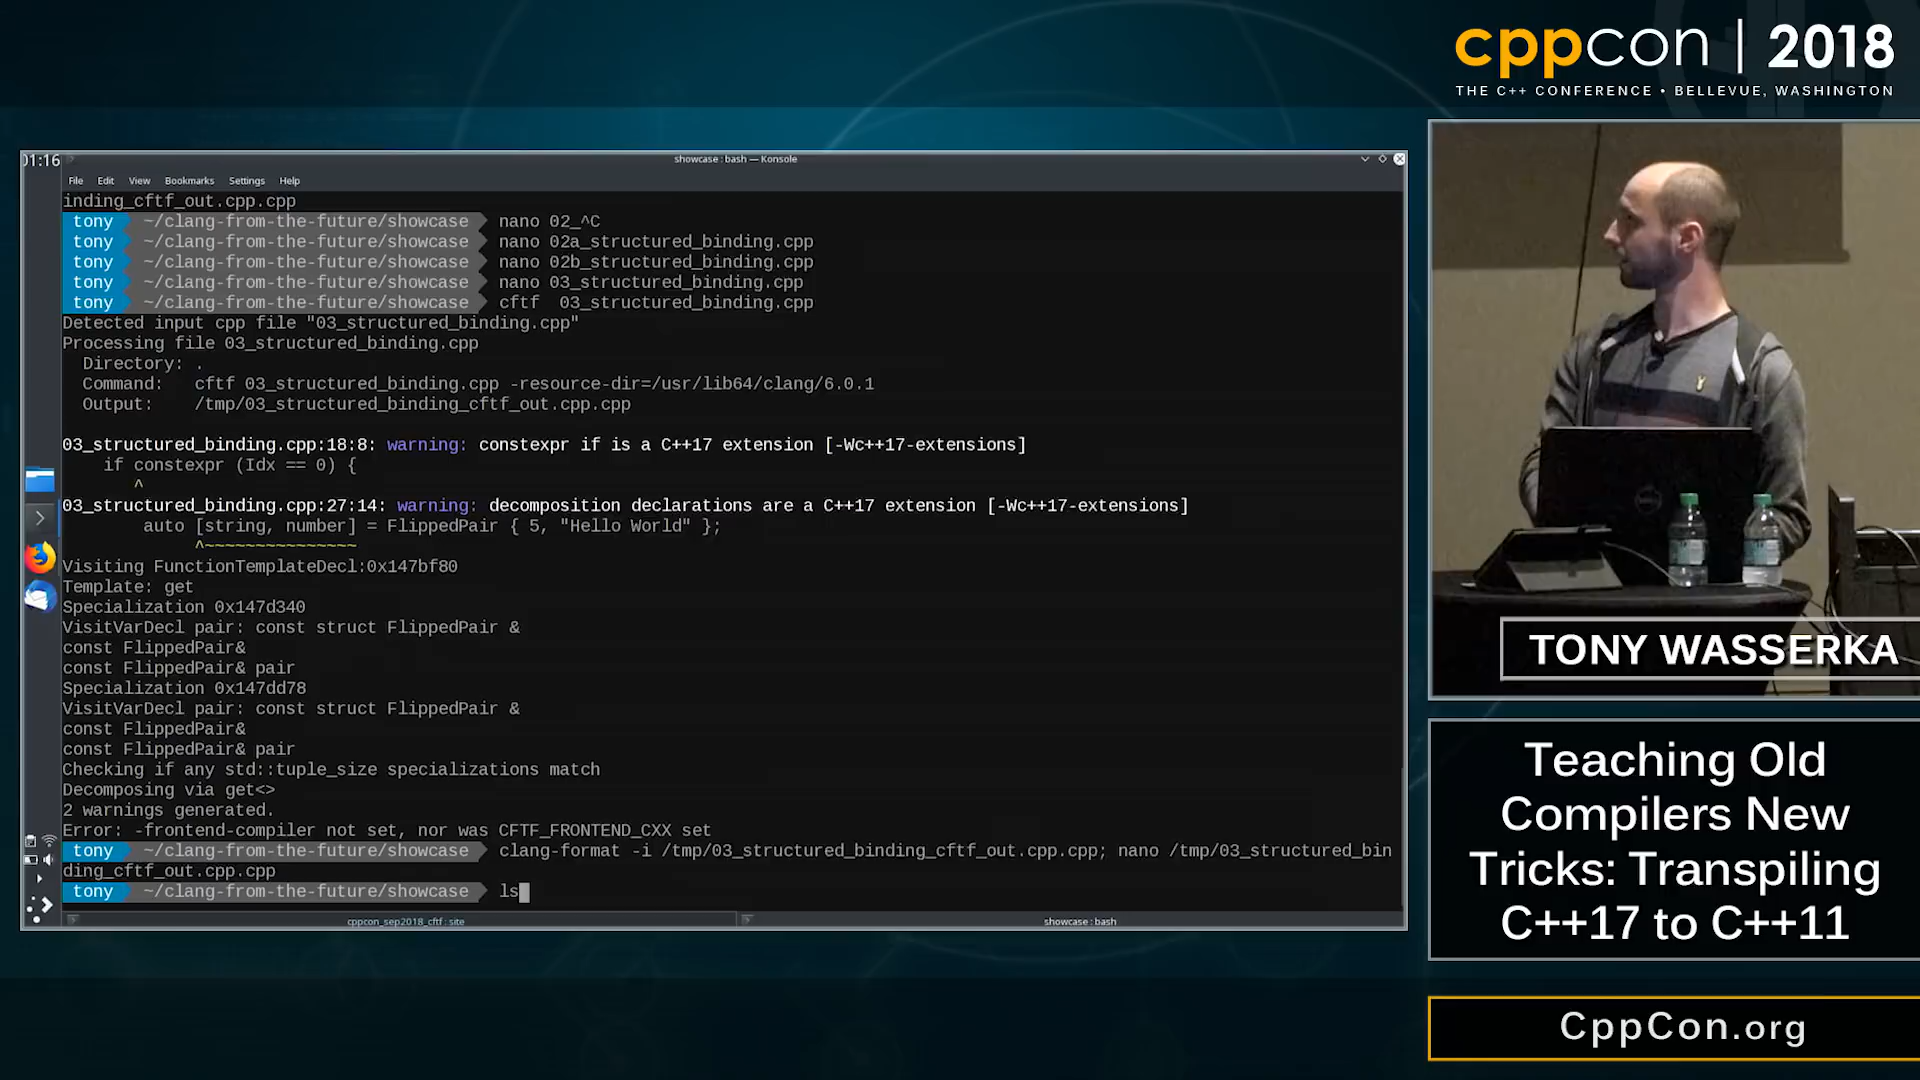 cppcon | 2018
THE C++ CONFERENCE • BELLEVUE, WASHINGTON
01:16
showcase : bash — Konsole
File Edit View Bookmarks Settings Help
inding_cftf_out.cpp.cpp
tony ~/clang-from-the-future/showcase nano 02_^C
tony ~/clang-from-the-future/showcase nano 02a_structured_binding.cpp
tony ~/clang-from-the-future/showcase nano 02b_structured_binding.cpp
tony ~/clang-from-the-future/showcase nano 03_structured_binding.cpp
tony ~/clang-from-the-future/showcase cftf  03_structured_binding.cpp
Detected input cpp file "03_structured_binding.cpp"
Processing file 03_structured_binding.cpp
Directory: .
Command: cftf 03_structured_binding.cpp -resource-dir=/usr/lib64/clang/6.0.1
Output: /tmp/03_structured_binding_cftf_out.cpp.cpp
03_structured_binding.cpp:18:8: warning: constexpr if is a C++17 extension [-Wc++17-extensions]
if constexpr (Idx == 0) {
^
03_structured_binding.cpp:27:14: warning: decomposition declarations are a C++17 extension [-Wc++17-extensions]
auto [string, number] = FlippedPair { 5, "Hello World" };
^~~~~~~~~~~~~~~~
Visiting FunctionTemplateDecl:0x147bf80
Template: get
Specialization 0x147d340
VisitVarDecl pair: const struct FlippedPair &
const FlippedPair&
const FlippedPair& pair
Specialization 0x147dd78
VisitVarDecl pair: const struct FlippedPair &
const FlippedPair&
const FlippedPair& pair
Checking if any std::tuple_size specializations match
Decomposing via get<>
2 warnings generated.
Error: -frontend-compiler not set, nor was CFTF_FRONTEND_CXX set
tony ~/clang-from-the-future/showcase clang-format -i /tmp/03_structured_binding_cftf_out.cpp.cpp; nano /tmp/03_structured_bin
ding_cftf_out.cpp.cpp
tony ~/clang-from-the-future/showcase ls
cppcon_sep2018_cftf : site
showcase : bash
TONY WASSERKA
Teaching Old
Compilers New
Tricks: Transpiling
C++17 to C++11
CppCon.org